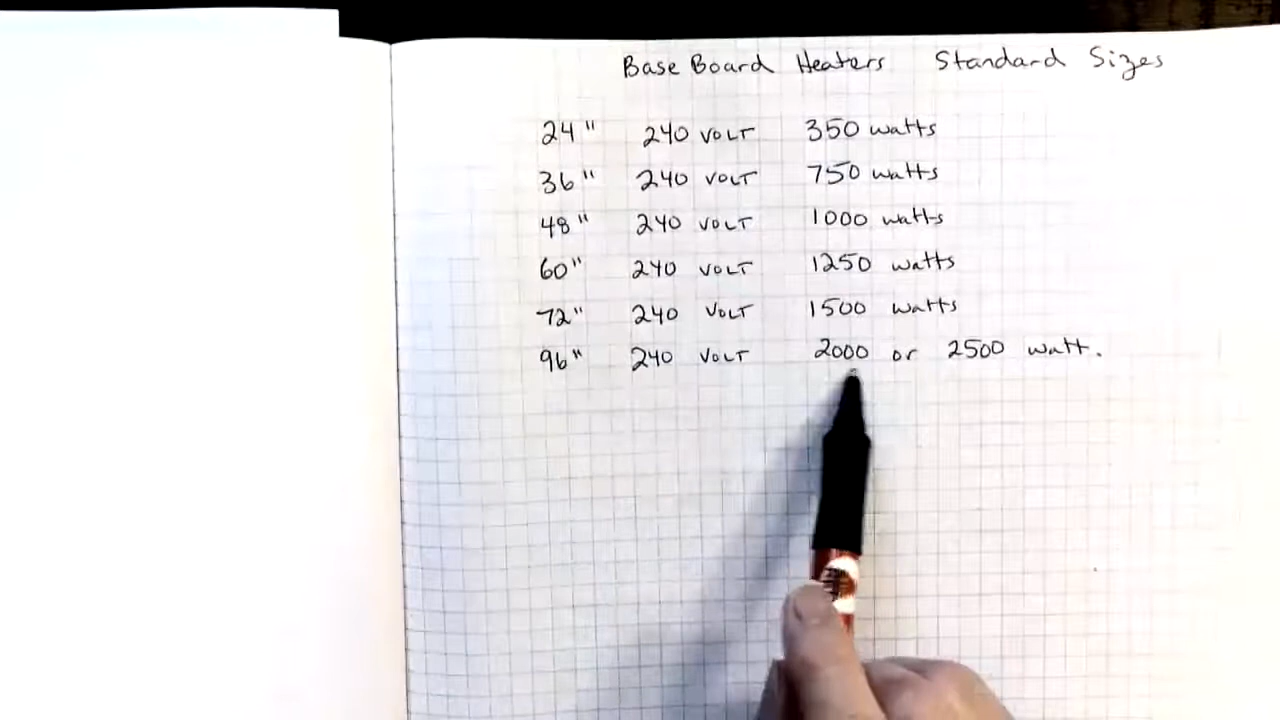 Base Board Heaters Standard Sizes
24" 240 VOLT 350 watts
36" 240 VOLT 750 watts
48" 240 VOLT 1000 watts
60" 240 VOLT 1250 watts
72" 240 VOLT 1500 watts
96" 240 VOLT 2000 or 2500 watt.